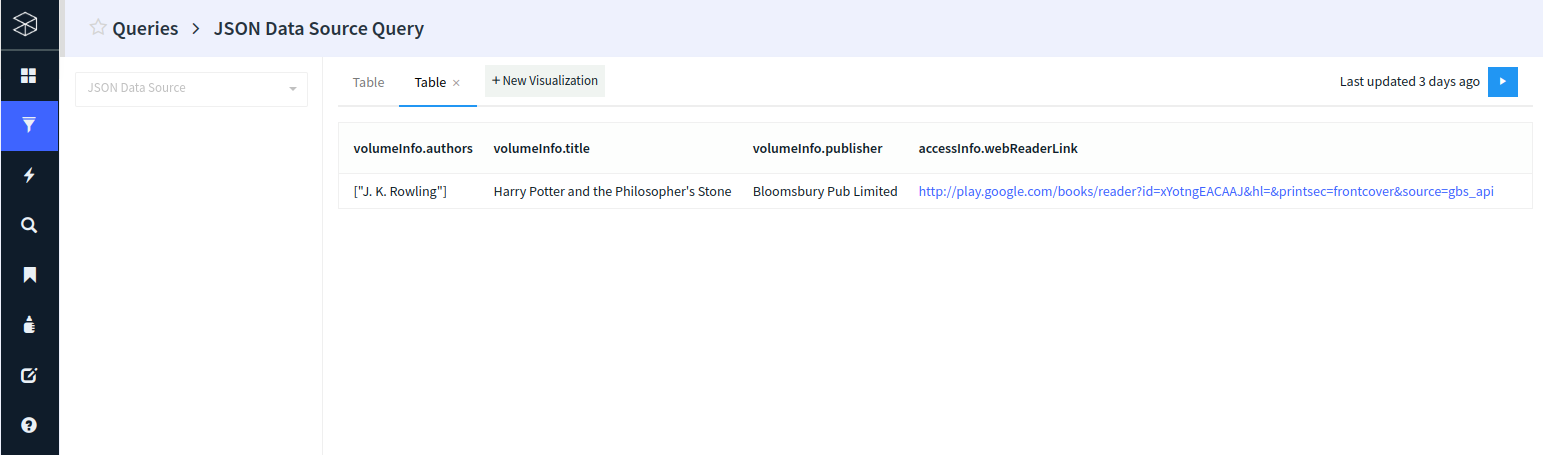 Queries > JSON Data Source Query
JSON Data Source
Table Table × + New Visualization Last updated 3 days ago
volumeInfo.authors volumeInfo.title volumeInfo.publisher accessInfo.webReaderLink
["J. K. Rowling"] Harry Potter and the Philosopher's Stone Bloomsbury Pub Limited http://play.google.com/books/reader?id=xYotngEACAAJ&hl=&printsec=frontcover&source=gbs_api